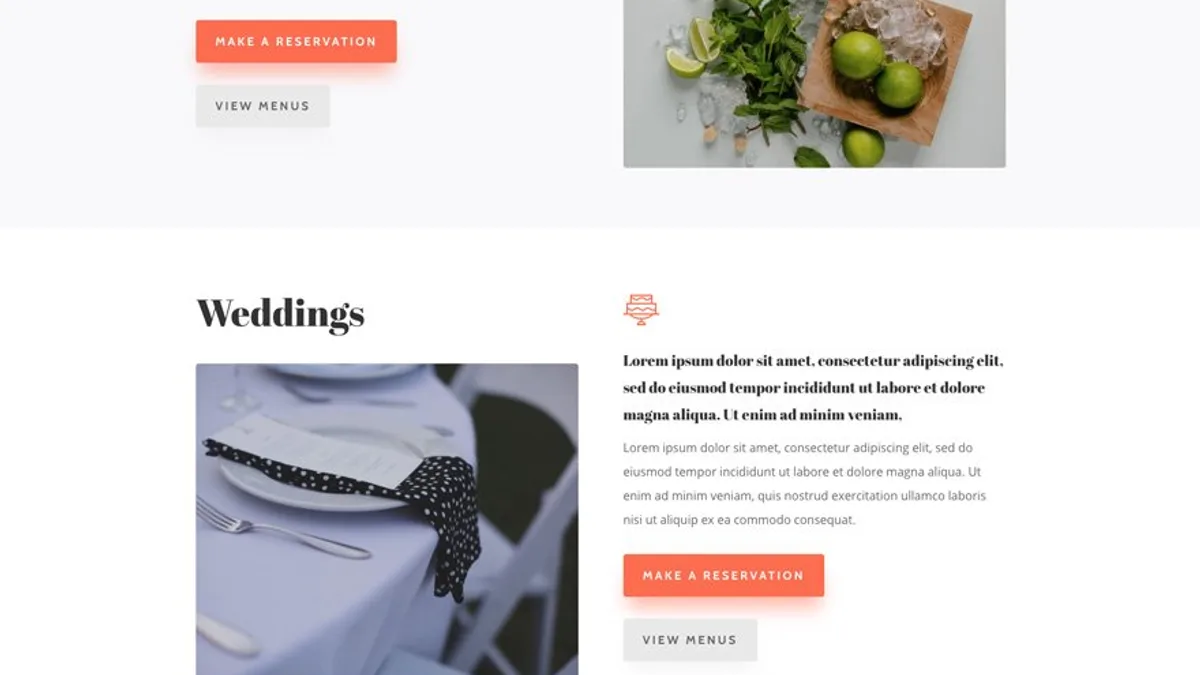 MAKE A RESERVATION
VIEW MENUS
Weddings
Lorem ipsum dolor sit amet, consectetur adipiscing elit,
sed do eiusmod tempor incididunt ut labore et dolore
magna aliqua. Ut enim ad minim veniam,
Lorem ipsum dolor sit amet, consectetur adipiscing elit, sed do
eiusmod tempor incididunt ut labore et dolore magna aliqua. Ut
enim ad minim veniam, quis nostrud exercitation ullamco laboris
nisi ut aliquip ex ea commodo consequat.
MAKE A RESERVATION
VIEW MENUS